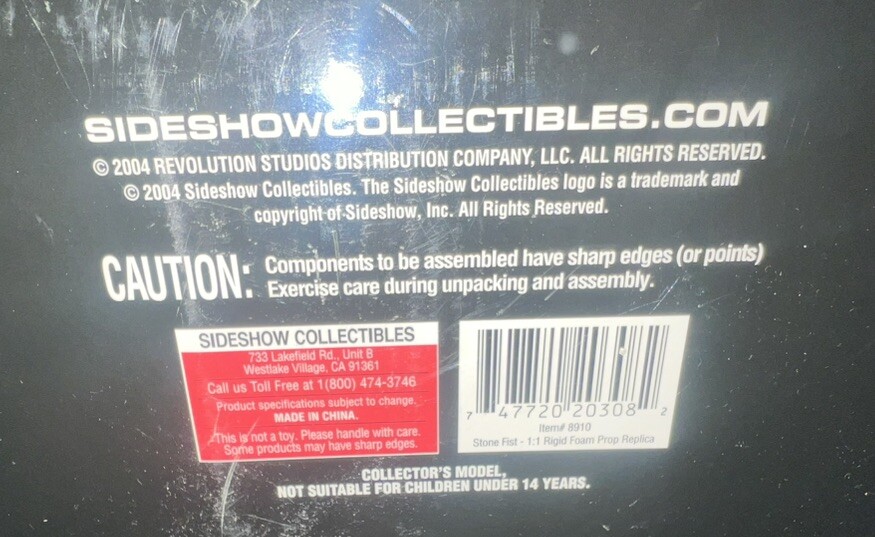 SIDESHOWCOLLECTIBLES.COM
© 2004 REVOLUTION STUDIOS DISTRIBUTION COMPANY, LLC. ALL RIGHTS RESERVED.
© 2004 Sideshow Collectibles. The Sideshow Collectibles logo is a trademark and
copyright of Sideshow, Inc. All Rights Reserved.
CAUTION: Components to be assembled have sharp edges (or points)
Exercise care during unpacking and assembly.
SIDESHOW COLLECTIBLES
733 Lakefield Rd., Unit B
Westlake Village, CA 91361
Call us Toll Free at 1(800) 474-3746
Product specifications subject to change.
MADE IN CHINA.
This is not a toy. Please handle with care.
Some products may have sharp edges.
7 47720 20308 2
Item# 8910
Stone Fist - 1:1 Rigid Foam Prop Replica
COLLECTOR'S MODEL.
NOT SUITABLE FOR CHILDREN UNDER 14 YEARS.